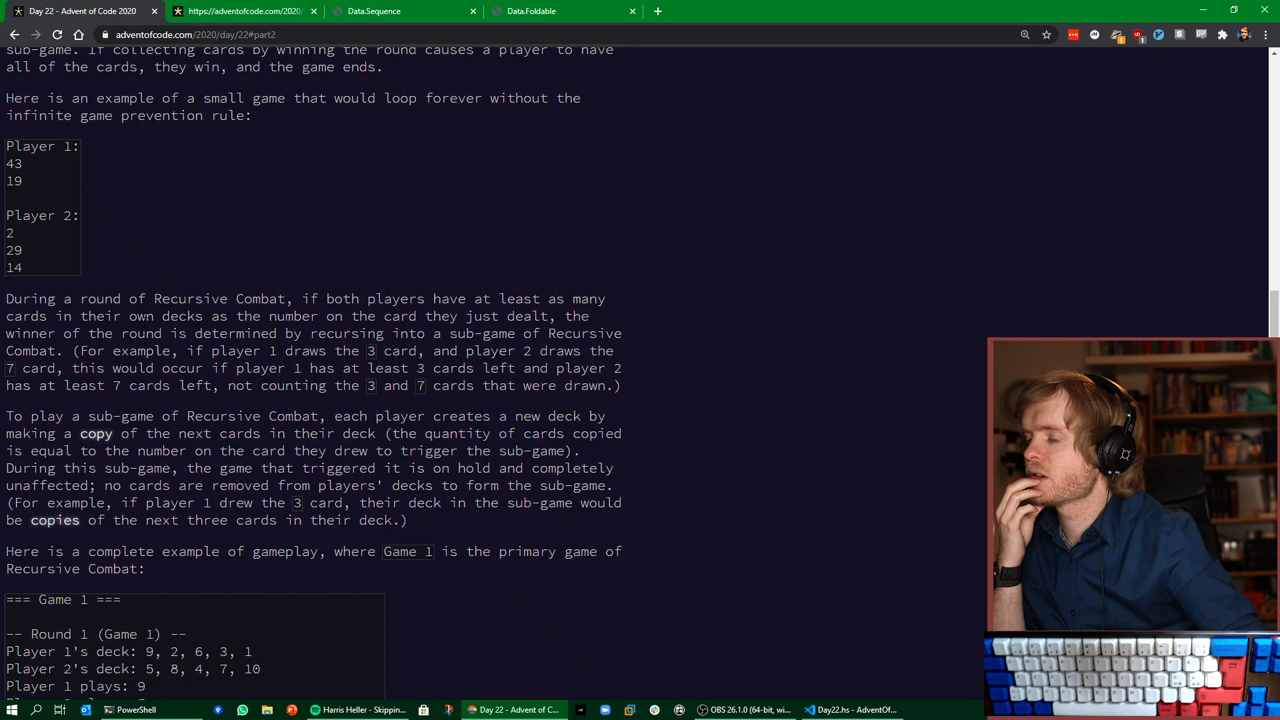 Day 22 - Advent of Code 2020
https://adventofcode.com/2020/
Data.Sequence
Data.Foldable
adventofcode.com/2020/day/22#part2
sub-game. If collecting cards by winning the round causes a player to have
all of the cards, they win, and the game ends.
Here is an example of a small game that would loop forever without the
infinite game prevention rule:
Player 1:
43
19
Player 2:
2
29
14
During a round of Recursive Combat, if both players have at least as many
cards in their own decks as the number on the card they just dealt, the
winner of the round is determined by recursing into a sub-game of Recursive
Combat. (For example, if player 1 draws the 3 card, and player 2 draws the
7 card, this would occur if player 1 has at least 3 cards left and player 2
has at least 7 cards left, not counting the 3 and 7 cards that were drawn.)
To play a sub-game of Recursive Combat, each player creates a new deck by
making a copy of the next cards in their deck (the quantity of cards copied
is equal to the number on the card they drew to trigger the sub-game).
During this sub-game, the game that triggered it is on hold and completely
unaffected; no cards are removed from players' decks to form the sub-game.
(For example, if player 1 drew the 3 card, their deck in the sub-game would
be copies of the next three cards in their deck.)
Here is a complete example of gameplay, where Game 1 is the primary game of
Recursive Combat:
=== Game 1 ===
-- Round 1 (Game 1) --
Player 1's deck: 9, 2, 6, 3, 1
Player 2's deck: 5, 8, 4, 7, 10
Player 1 plays: 9
PowerShell
Harris Heller - Skippin...
Day 22 - Advent of C...
OBS 26.1.0 (64-bit, wi...
Day22.hs - AdventOf...